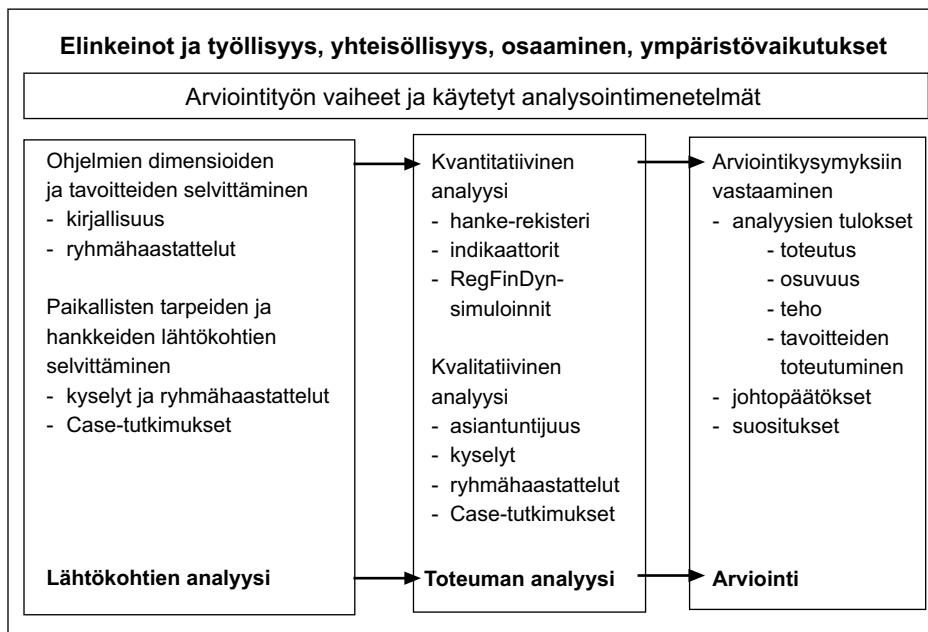 Elinkeinot ja työllisyys, yhteisöllisyys, osaaminen, ympäristövaikutukset
Arviointityön vaiheet ja käytetyt analysointimenetelmät
Ohjelmien dimensioiden
ja tavoitteiden selvittäminen
- kirjallisuus
- ryhmähaastattelut
Paikallisten tarpeiden ja
hankkeiden lähtökohtien
selvittäminen
- kyselyt ja ryhmähaastattelut
- Case-tutkimukset
Lähtökohtien analyysi
Kvantitatiivinen
analyysi
- hanke-rekisteri
- indikaattorit
- RegFinDyn-
simuloinnit
Kvalitatiivinen
analyysi
- asiantuntijuus
- kyselyt
- ryhmähaastattelut
- Case-tutkimukset
Toteuman analyysi
Arviointikysymyksiin
vastaaminen
- analyysien tulokset
- toteutus
- osuvuus
- teho
- tavoitteiden
toteutuminen
- johtopäätökset
- suositukset
Arviointi